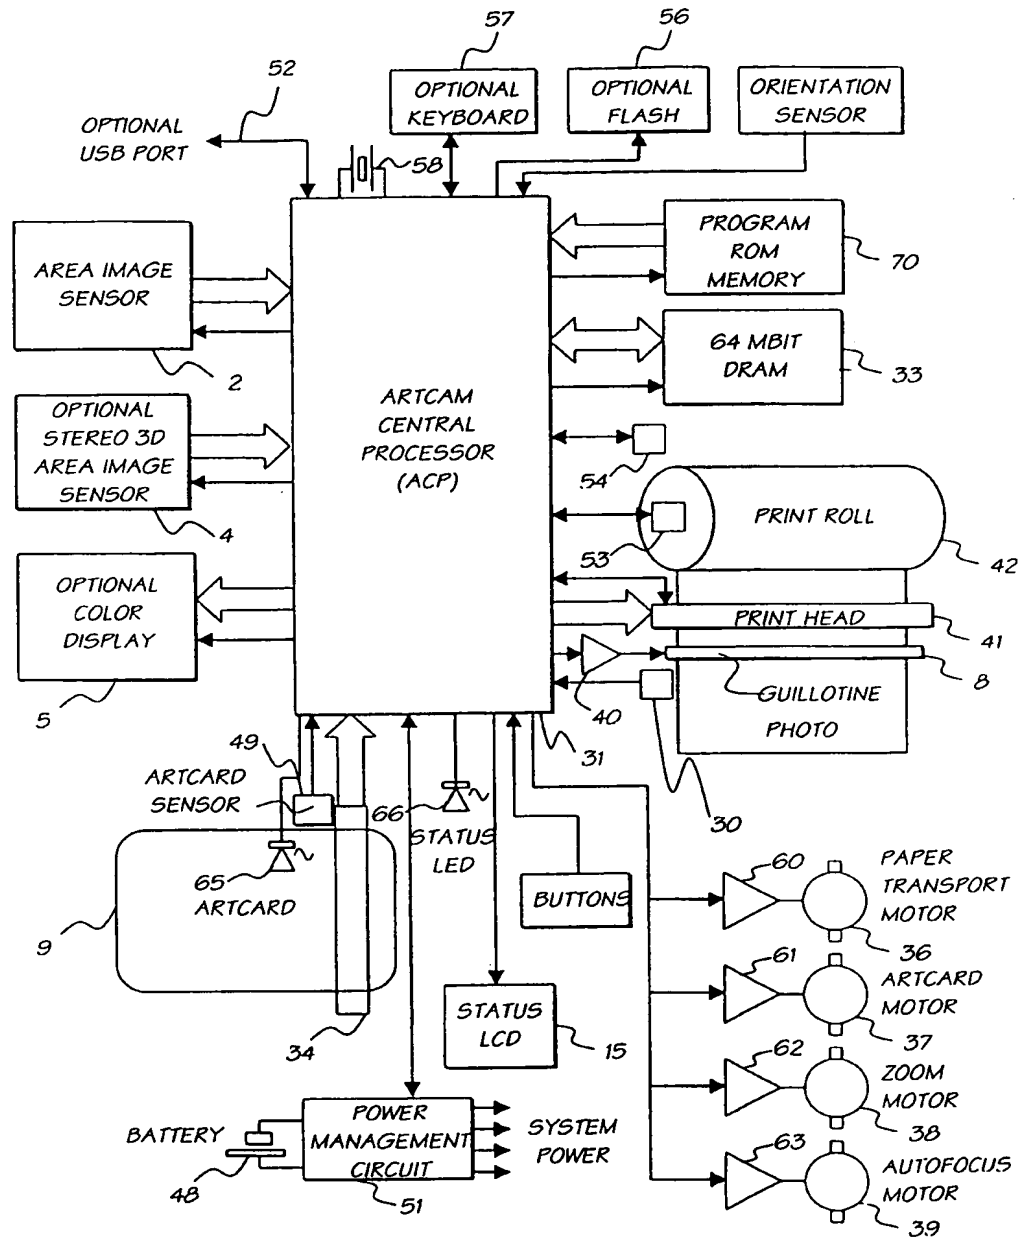 57
56
52
OPTIONAL
KEYBOARD
OPTIONAL
FLASH
ORIENTATION
SENSOR
OPTIONAL
USB PORT
58
AREA IMAGE
SENSOR
2
PROGRAM
ROM
MEMORY
70
64 MBIT
DRAM
33
ARTCAM
CENTRAL
PROCESSOR
(ACP)
OPTIONAL
STEREO 3D
AREA IMAGE
SENSOR
4
54
PRINT ROLL
53
42
OPTIONAL
COLOR
DISPLAY
5
PRINT HEAD
41
40
8
GUILLOTINE
PHOTO
31
30
49
ARTCARD
SENSOR
66
STATUS
LED
65
ARTCARD
9
34
BUTTONS
STATUS
LCD
15
60
PAPER
TRANSPORT
MOTOR
36
61
ARTCARD
MOTOR
37
62
ZOOM
MOTOR
38
63
AUTOFOCUS
MOTOR
39
BATTERY
48
POWER
MANAGEMENT
CIRCUIT
51
SYSTEM
POWER